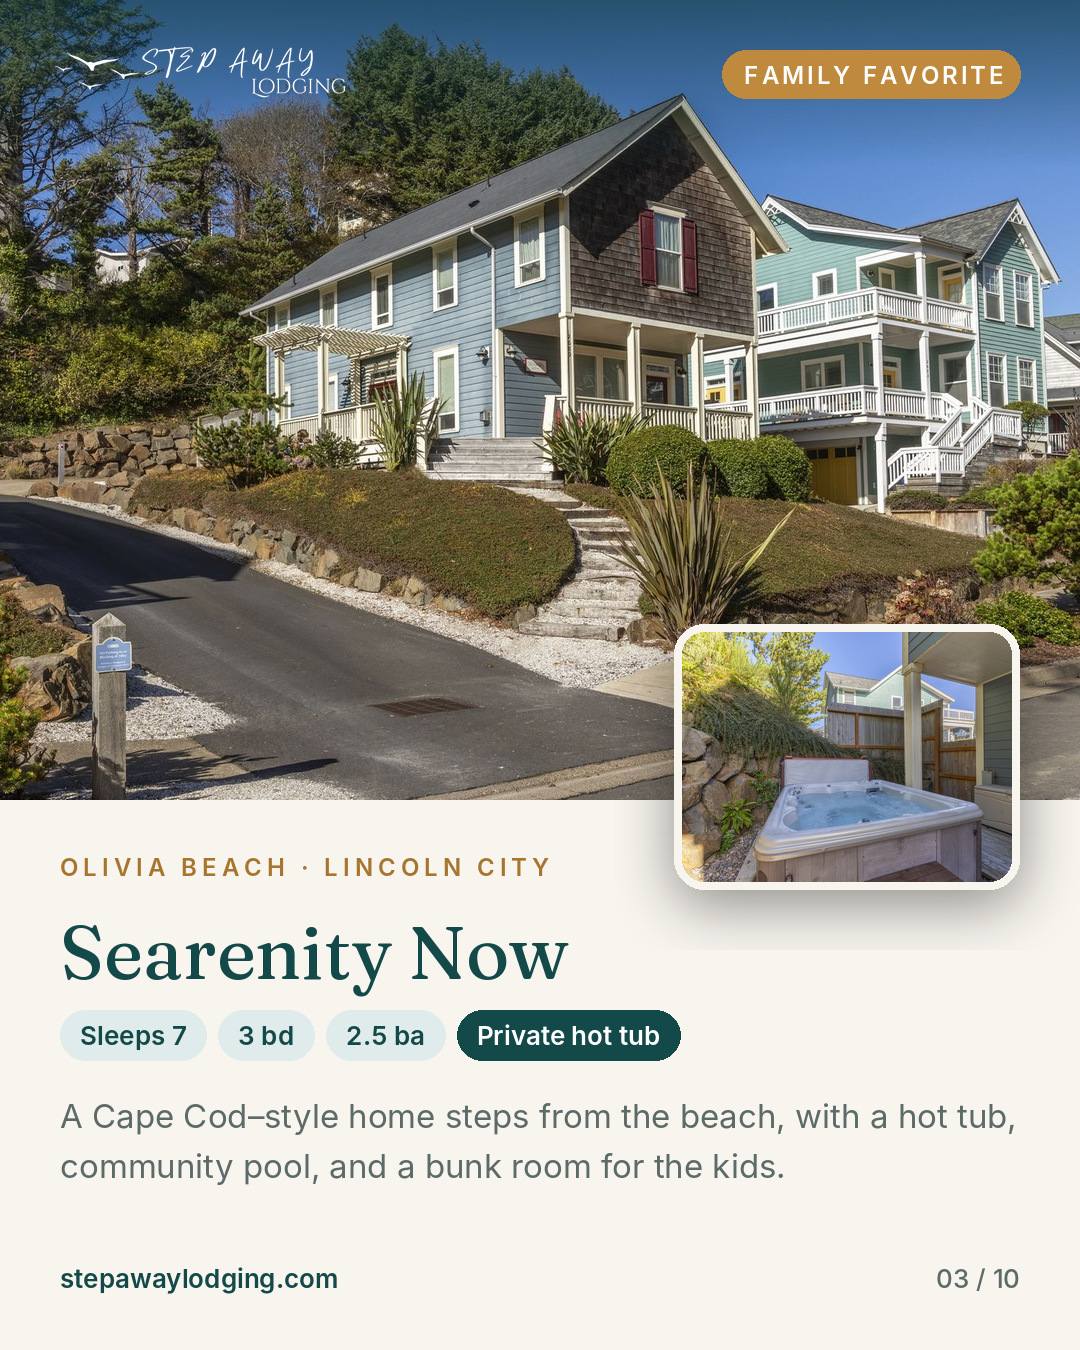 STEP AWAY
LODGING
FAMILY FAVORITE
OLIVIA BEACH · LINCOLN CITY
Searenity Now
Sleeps 7
3 bd
2.5 ba
Private hot tub
A Cape Cod–style home steps from the beach, with a hot tub,
community pool, and a bunk room for the kids.
stepawaylodging.com
03 / 10